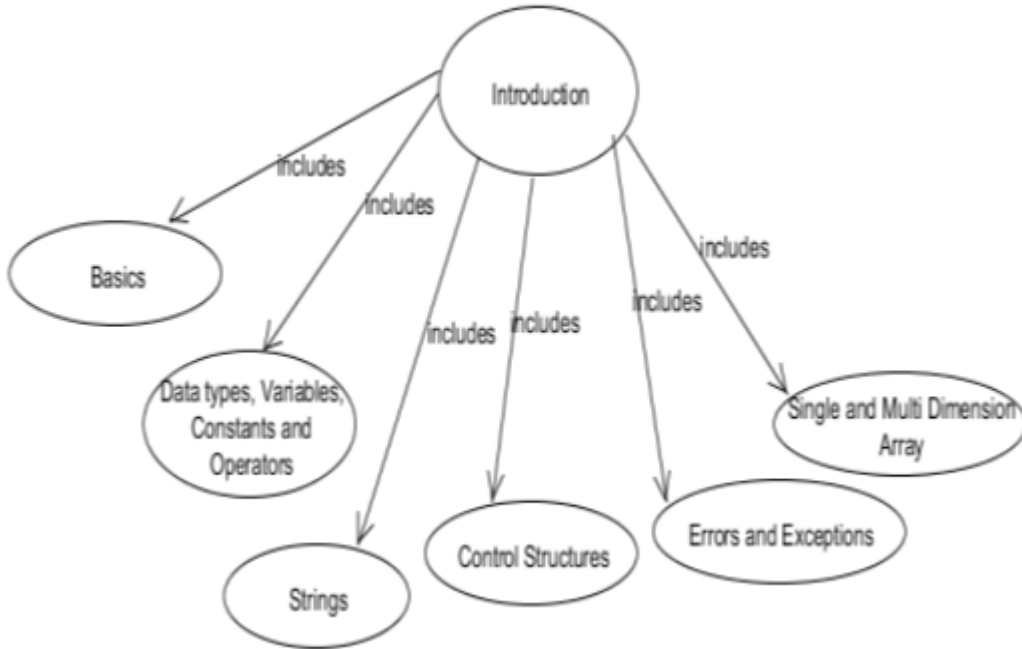 Introduction
includes
includes
includes
includes
includes
includes
Basics
Data types, Variables,
Constants and
Operators
Single and Multi Dimension
Array
Strings
Control Structures
Errors and Exceptions